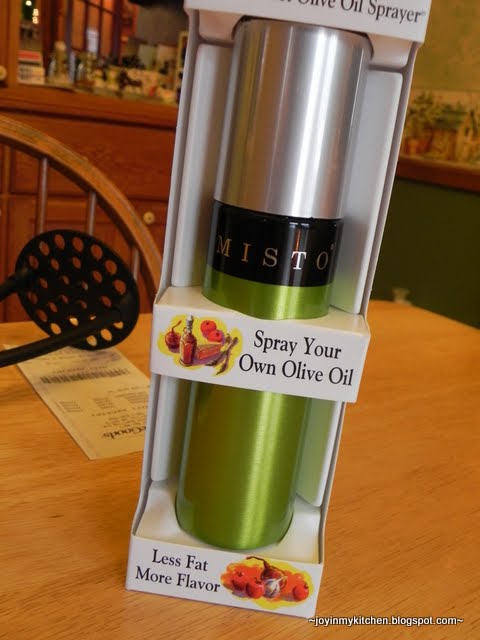 Olive Oil Sprayer
MISTO
Spray Your
Own Olive Oil
Less Fat
More Flavor
~joyinmykitchen.blogspot.com~